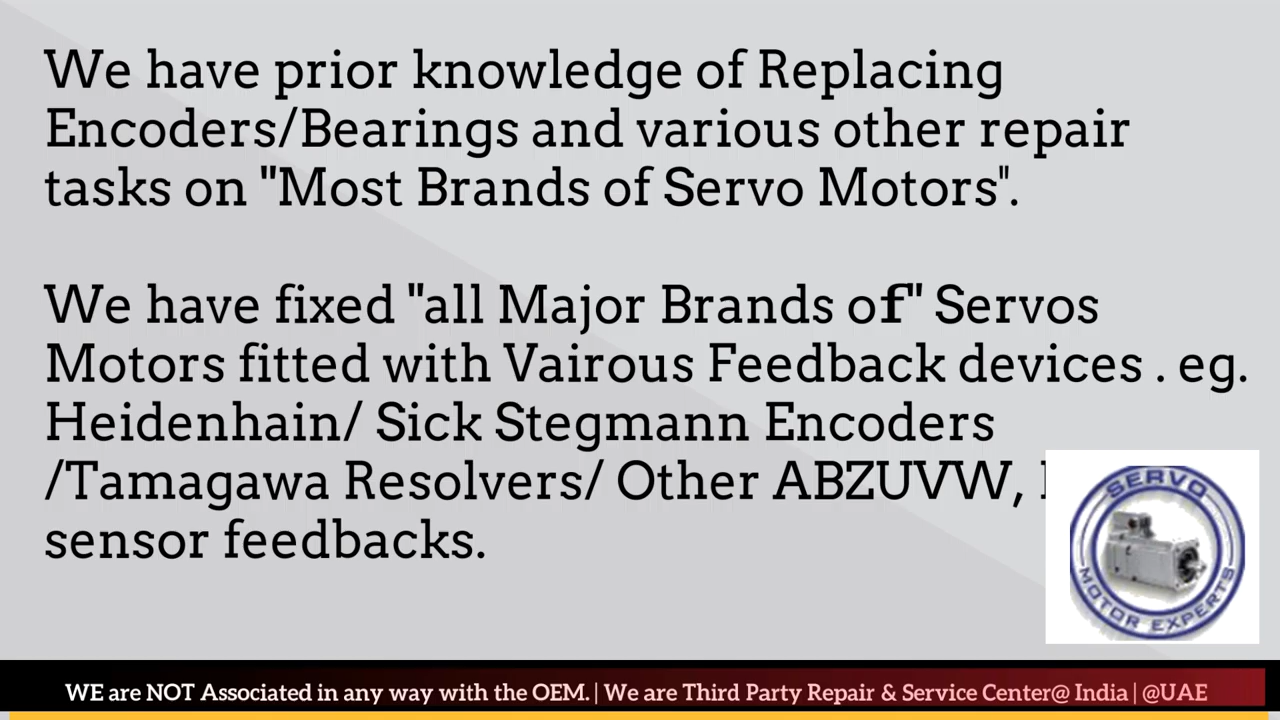 We have prior knowledge of Replacing
Encoders/Bearings and various other repair
tasks on "Most Brands of Servo Motors".
We have fixed "all Major Brands of" Servos
Motors fitted with Vairous Feedback devices . eg.
Heidenhain/ Sick Stegmann Encoders
/Tamagawa Resolvers/ Other ABZUVW,
sensor feedbacks.
SERVO
MOTOR EXPERTS
WE are NOT Associated in any way with the OEM. | We are Third Party Repair & Service Center@ India | @UAE